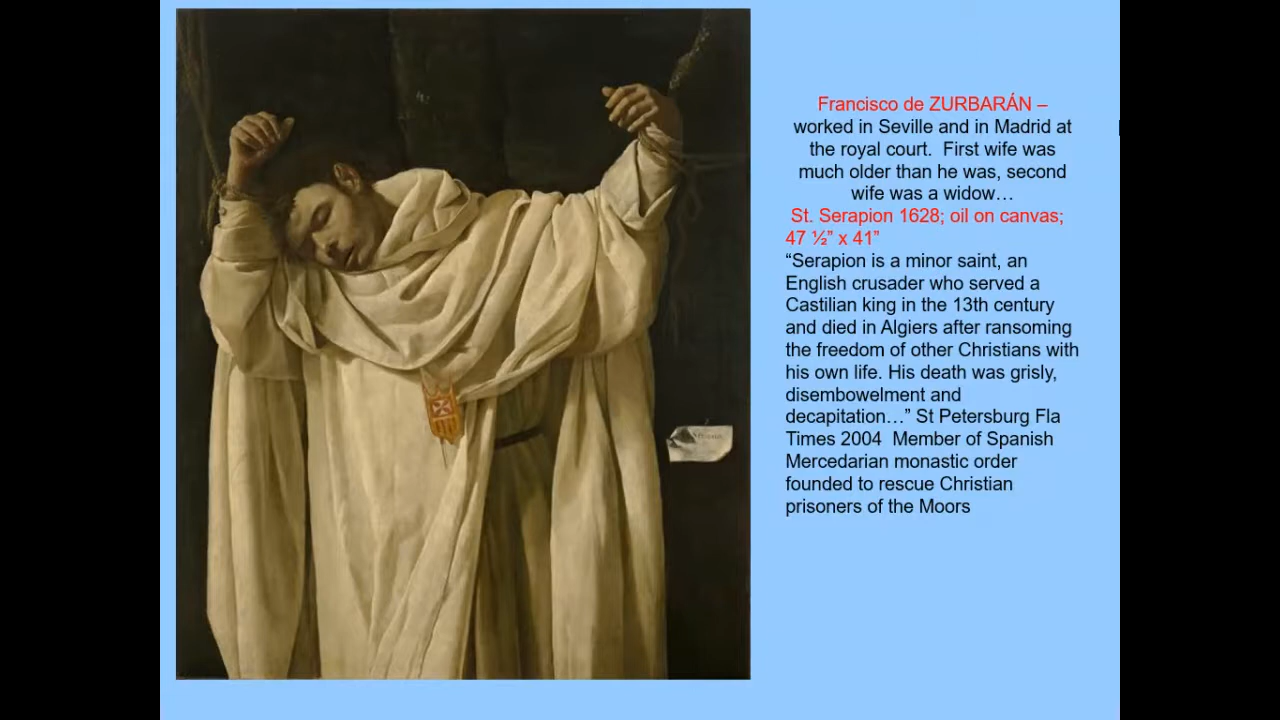 Francisco de ZURBARÁN –
worked in Seville and in Madrid at
the royal court.  First wife was
much older than he was, second
wife was a widow…
St. Serapion 1628; oil on canvas;
47 ½” x 41”
“Serapion is a minor saint, an
English crusader who served a
Castilian king in the 13th century
and died in Algiers after ransoming
the freedom of other Christians with
his own life. His death was grisly,
disembowelment and
decapitation…” St Petersburg Fla
Times 2004  Member of Spanish
Mercedarian monastic order
founded to rescue Christian
prisoners of the Moors